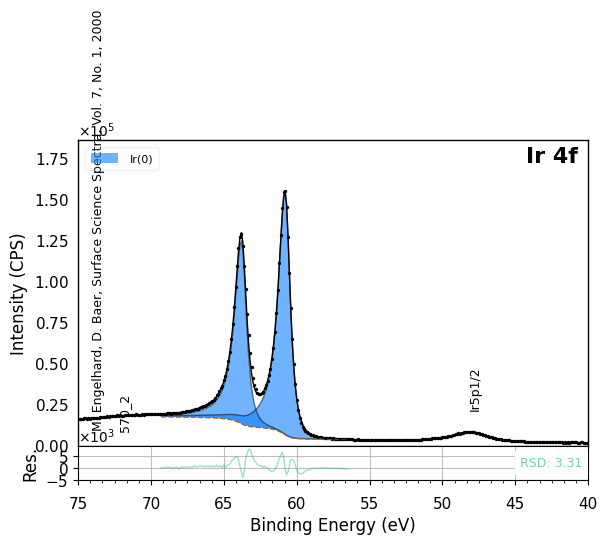 M. Engelhard, D. Baer, Surface Science Spectra, Vol. 7, No. 1, 2000
570_2
×10⁵
Ir(0)
Ir 4f
1.75
1.50
1.25
1.00
0.75
0.50
0.25
0.00
Intensity (CPS)
Ir5p1/2
×10³
Res.
5
0
−5
RSD: 3.31
75 70 65 60 55 50 45 40
Binding Energy (eV)